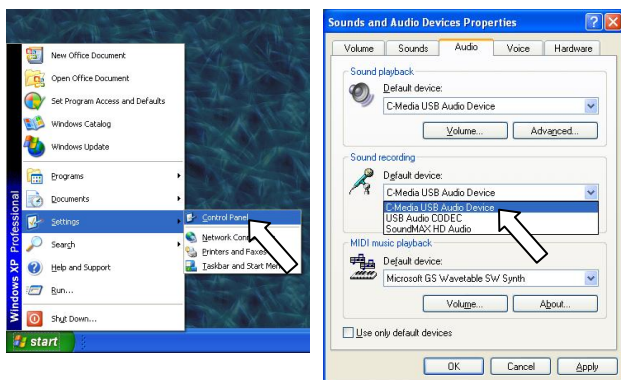 New Office Document
Open Office Document
Set Program Access and Defaults
Windows Catalog
Windows Update
Programs
Documents
Settings
Search
Help and Support
Run...
Shut Down...
Windows XP Professional
start
Control Panel
Network Con
Printers and Faxes
Taskbar and Start Men
Sounds and Audio Devices Properties
Volume Sounds Audio Voice Hardware
Sound playback
Default device:
C-Media USB Audio Device
Volume... Advanced...
Sound recording
Default device:
C-Media USB Audio Device
C-Media USB Audio Device
USB Audio CODEC
SoundMAX HD Audio
MIDI music playback
Default device:
Microsoft GS Wavetable SW Synth
Volume... About...
Use only default devices
OK Cancel Apply